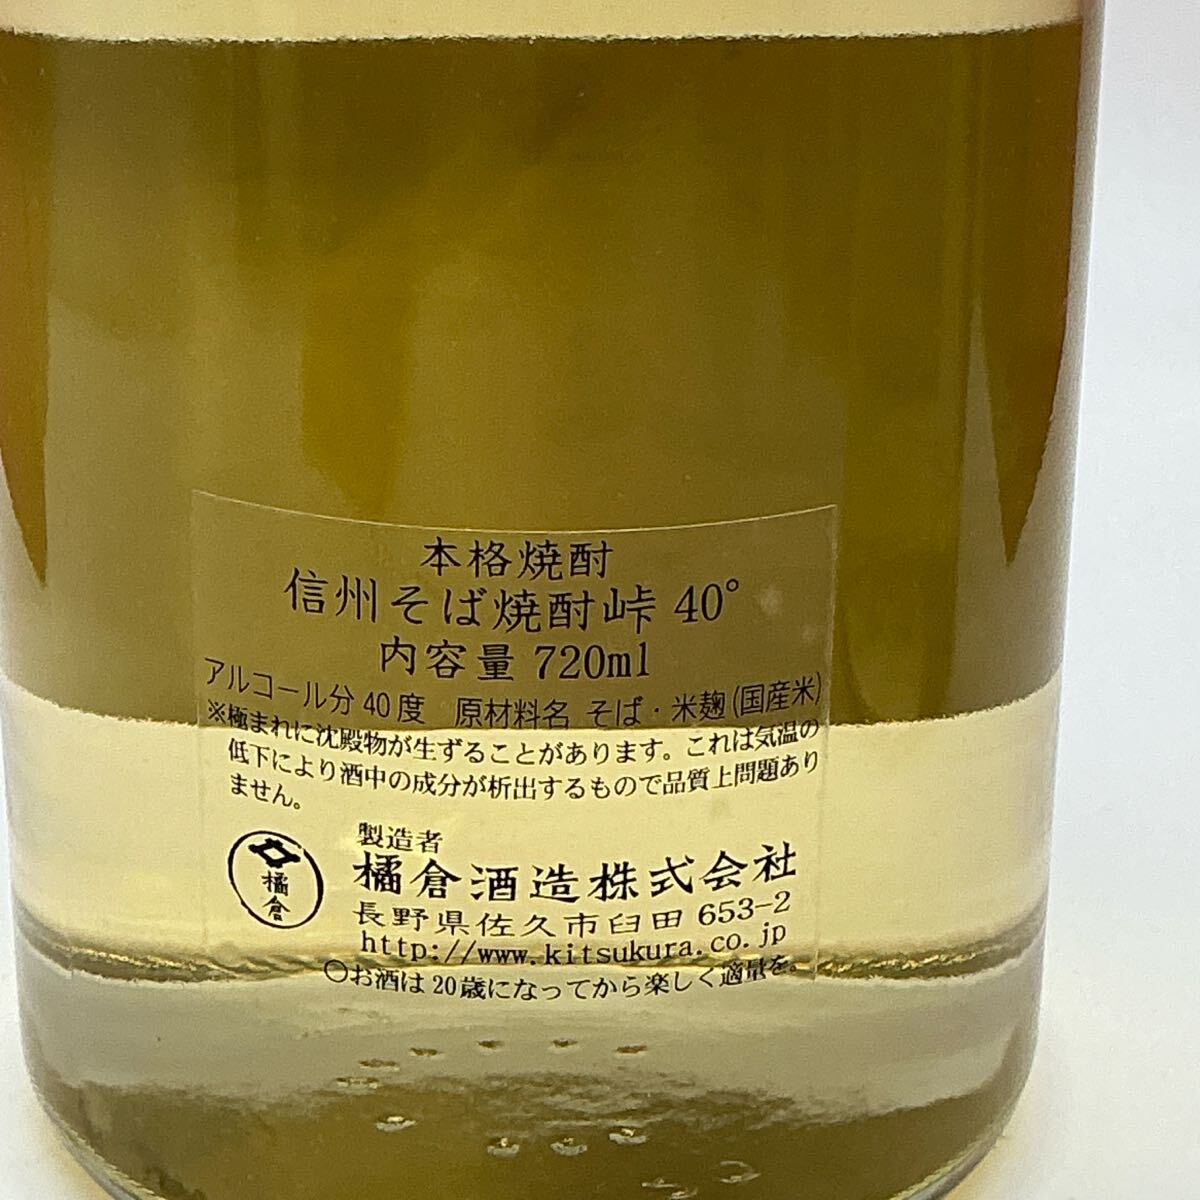 本格焼酎
信州そば焼酎峠 40°
内容量 720ml
アルコール分 40度 原材料名 そば・米麹(国産米)
※極まれに沈殿物が生ずることがあります。これは気温の
低下により酒中の成分が析出するもので品質上問題あり
ません。
製造者
橘倉酒造株式会社
橘倉
長野県佐久市臼田 653-2
http://www.kitsukura.co.jp
○お酒は20歳になってから楽しく適量を。